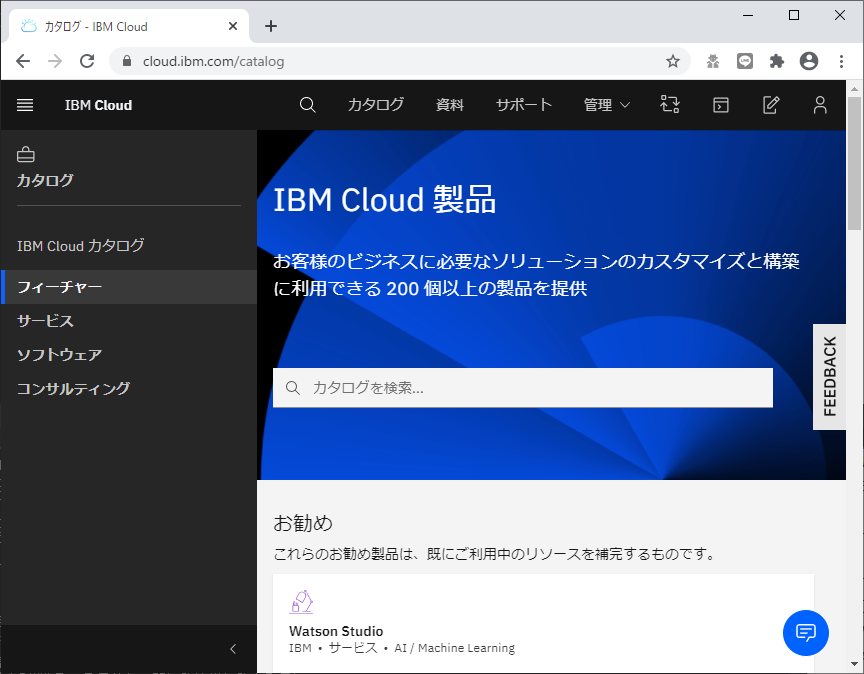 カタログ - IBM Cloud
cloud.ibm.com/catalog
IBM Cloud
カタログ
資料
サポート
管理
カタログ
IBM Cloud カタログ
フィーチャー
サービス
ソフトウェア
コンサルティング
IBM Cloud 製品
お客様のビジネスに必要なソリューションのカスタマイズと構築
に利用できる 200 個以上の製品を提供
カタログを検索...
FEEDBACK
お勧め
これらのお勧め製品は、既にご利用中のリソースを補完するものです。
Watson Studio
IBM • サービス • AI / Machine Learning